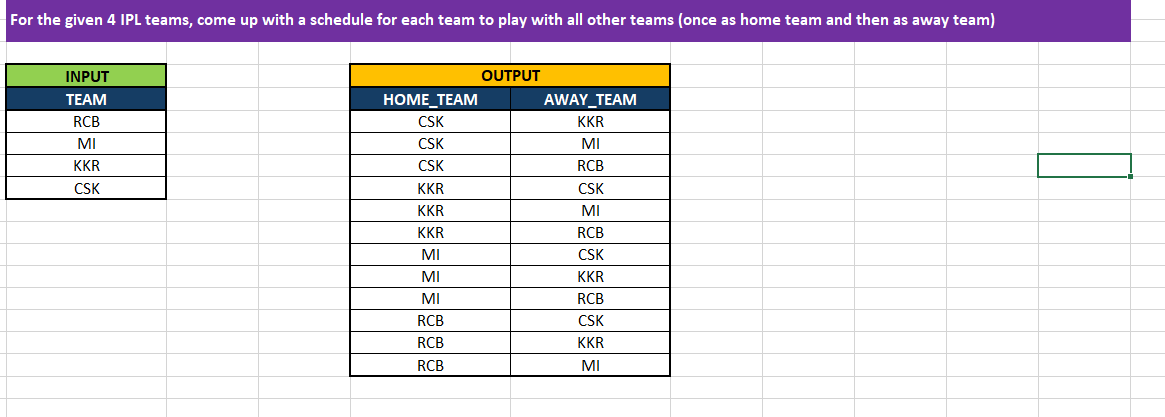 For the given 4 IPL teams, come up with a schedule for each team to play with all other teams (once as home team and then as away team)
INPUT
TEAM
RCB
MI
KKR
CSK
OUTPUT
HOME_TEAM AWAY_TEAM
CSK KKR
CSK MI
CSK RCB
KKR CSK
KKR MI
KKR RCB
MI CSK
MI KKR
MI RCB
RCB CSK
RCB KKR
RCB MI